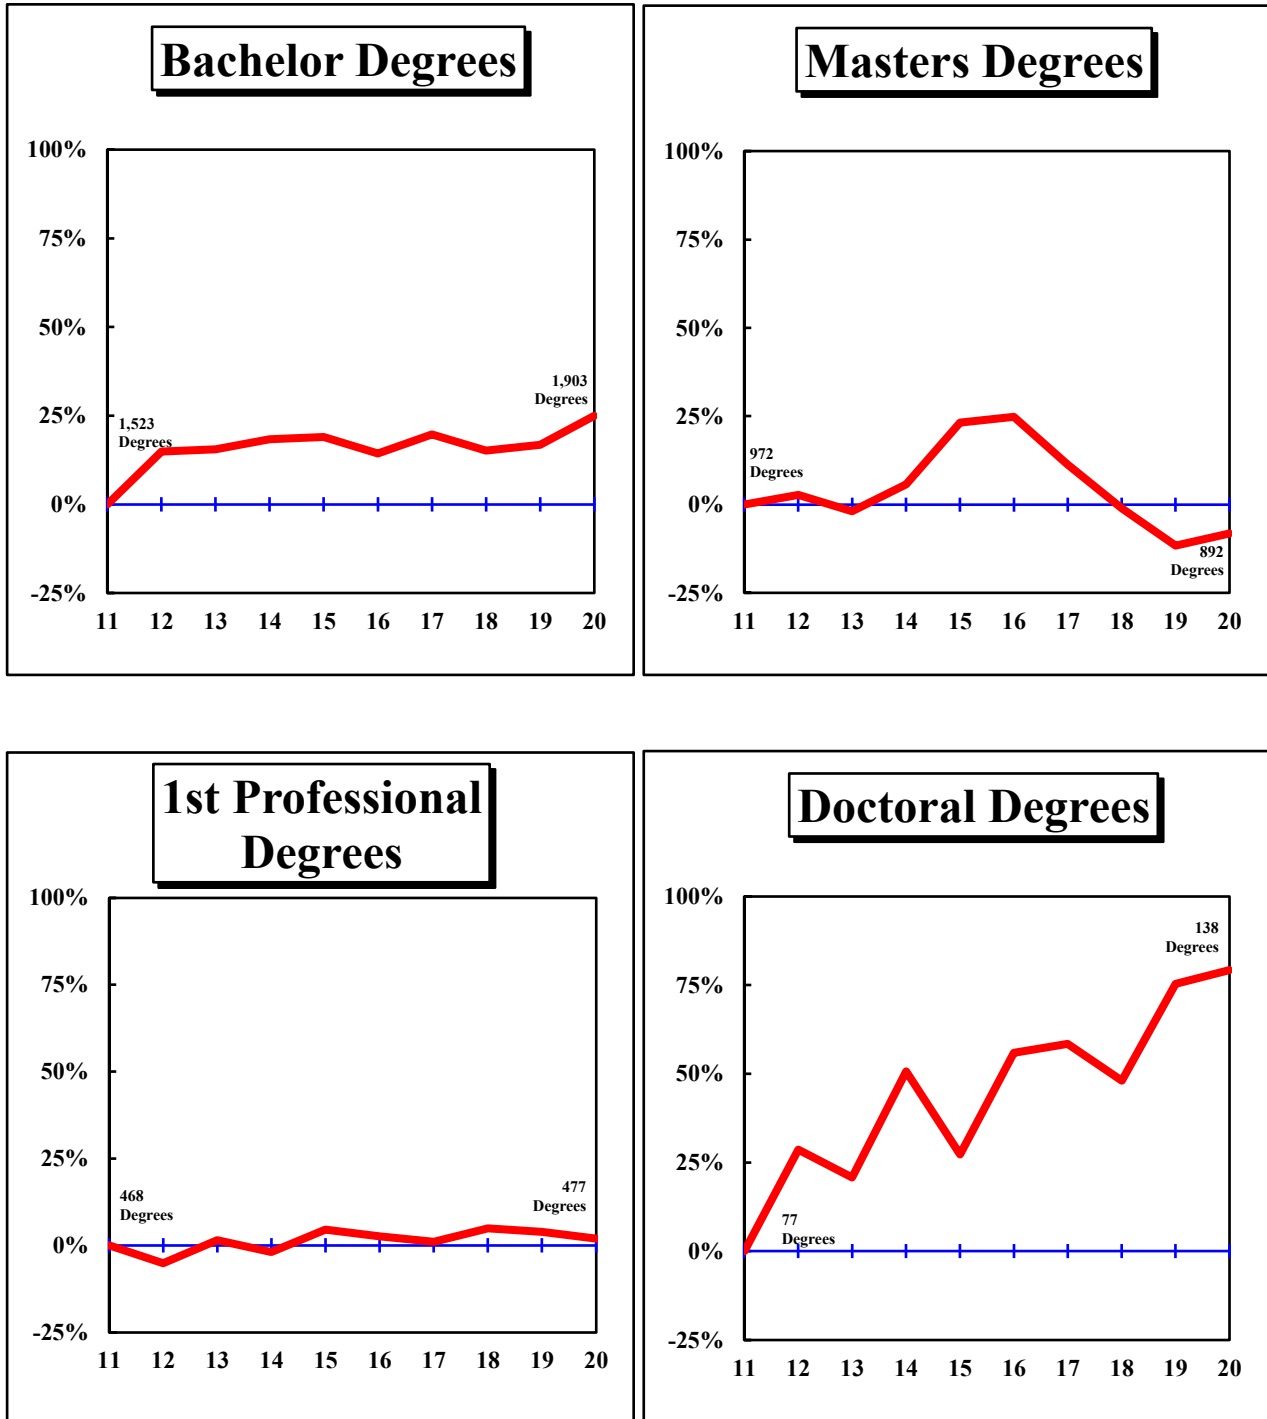 Bachelor Degrees
100%
75%
50%
25%
0%
-25%
1,523
Degrees
1,903
Degrees
11 12 13 14 15 16 17 18 19 20
Masters Degrees
100%
75%
50%
25%
0%
-25%
972
Degrees
892
Degrees
11 12 13 14 15 16 17 18 19 20
1st Professional
Degrees
100%
75%
50%
25%
0%
-25%
468
Degrees
477
Degrees
11 12 13 14 15 16 17 18 19 20
Doctoral Degrees
100%
75%
50%
25%
0%
-25%
77
Degrees
138
Degrees
11 12 13 14 15 16 17 18 19 20